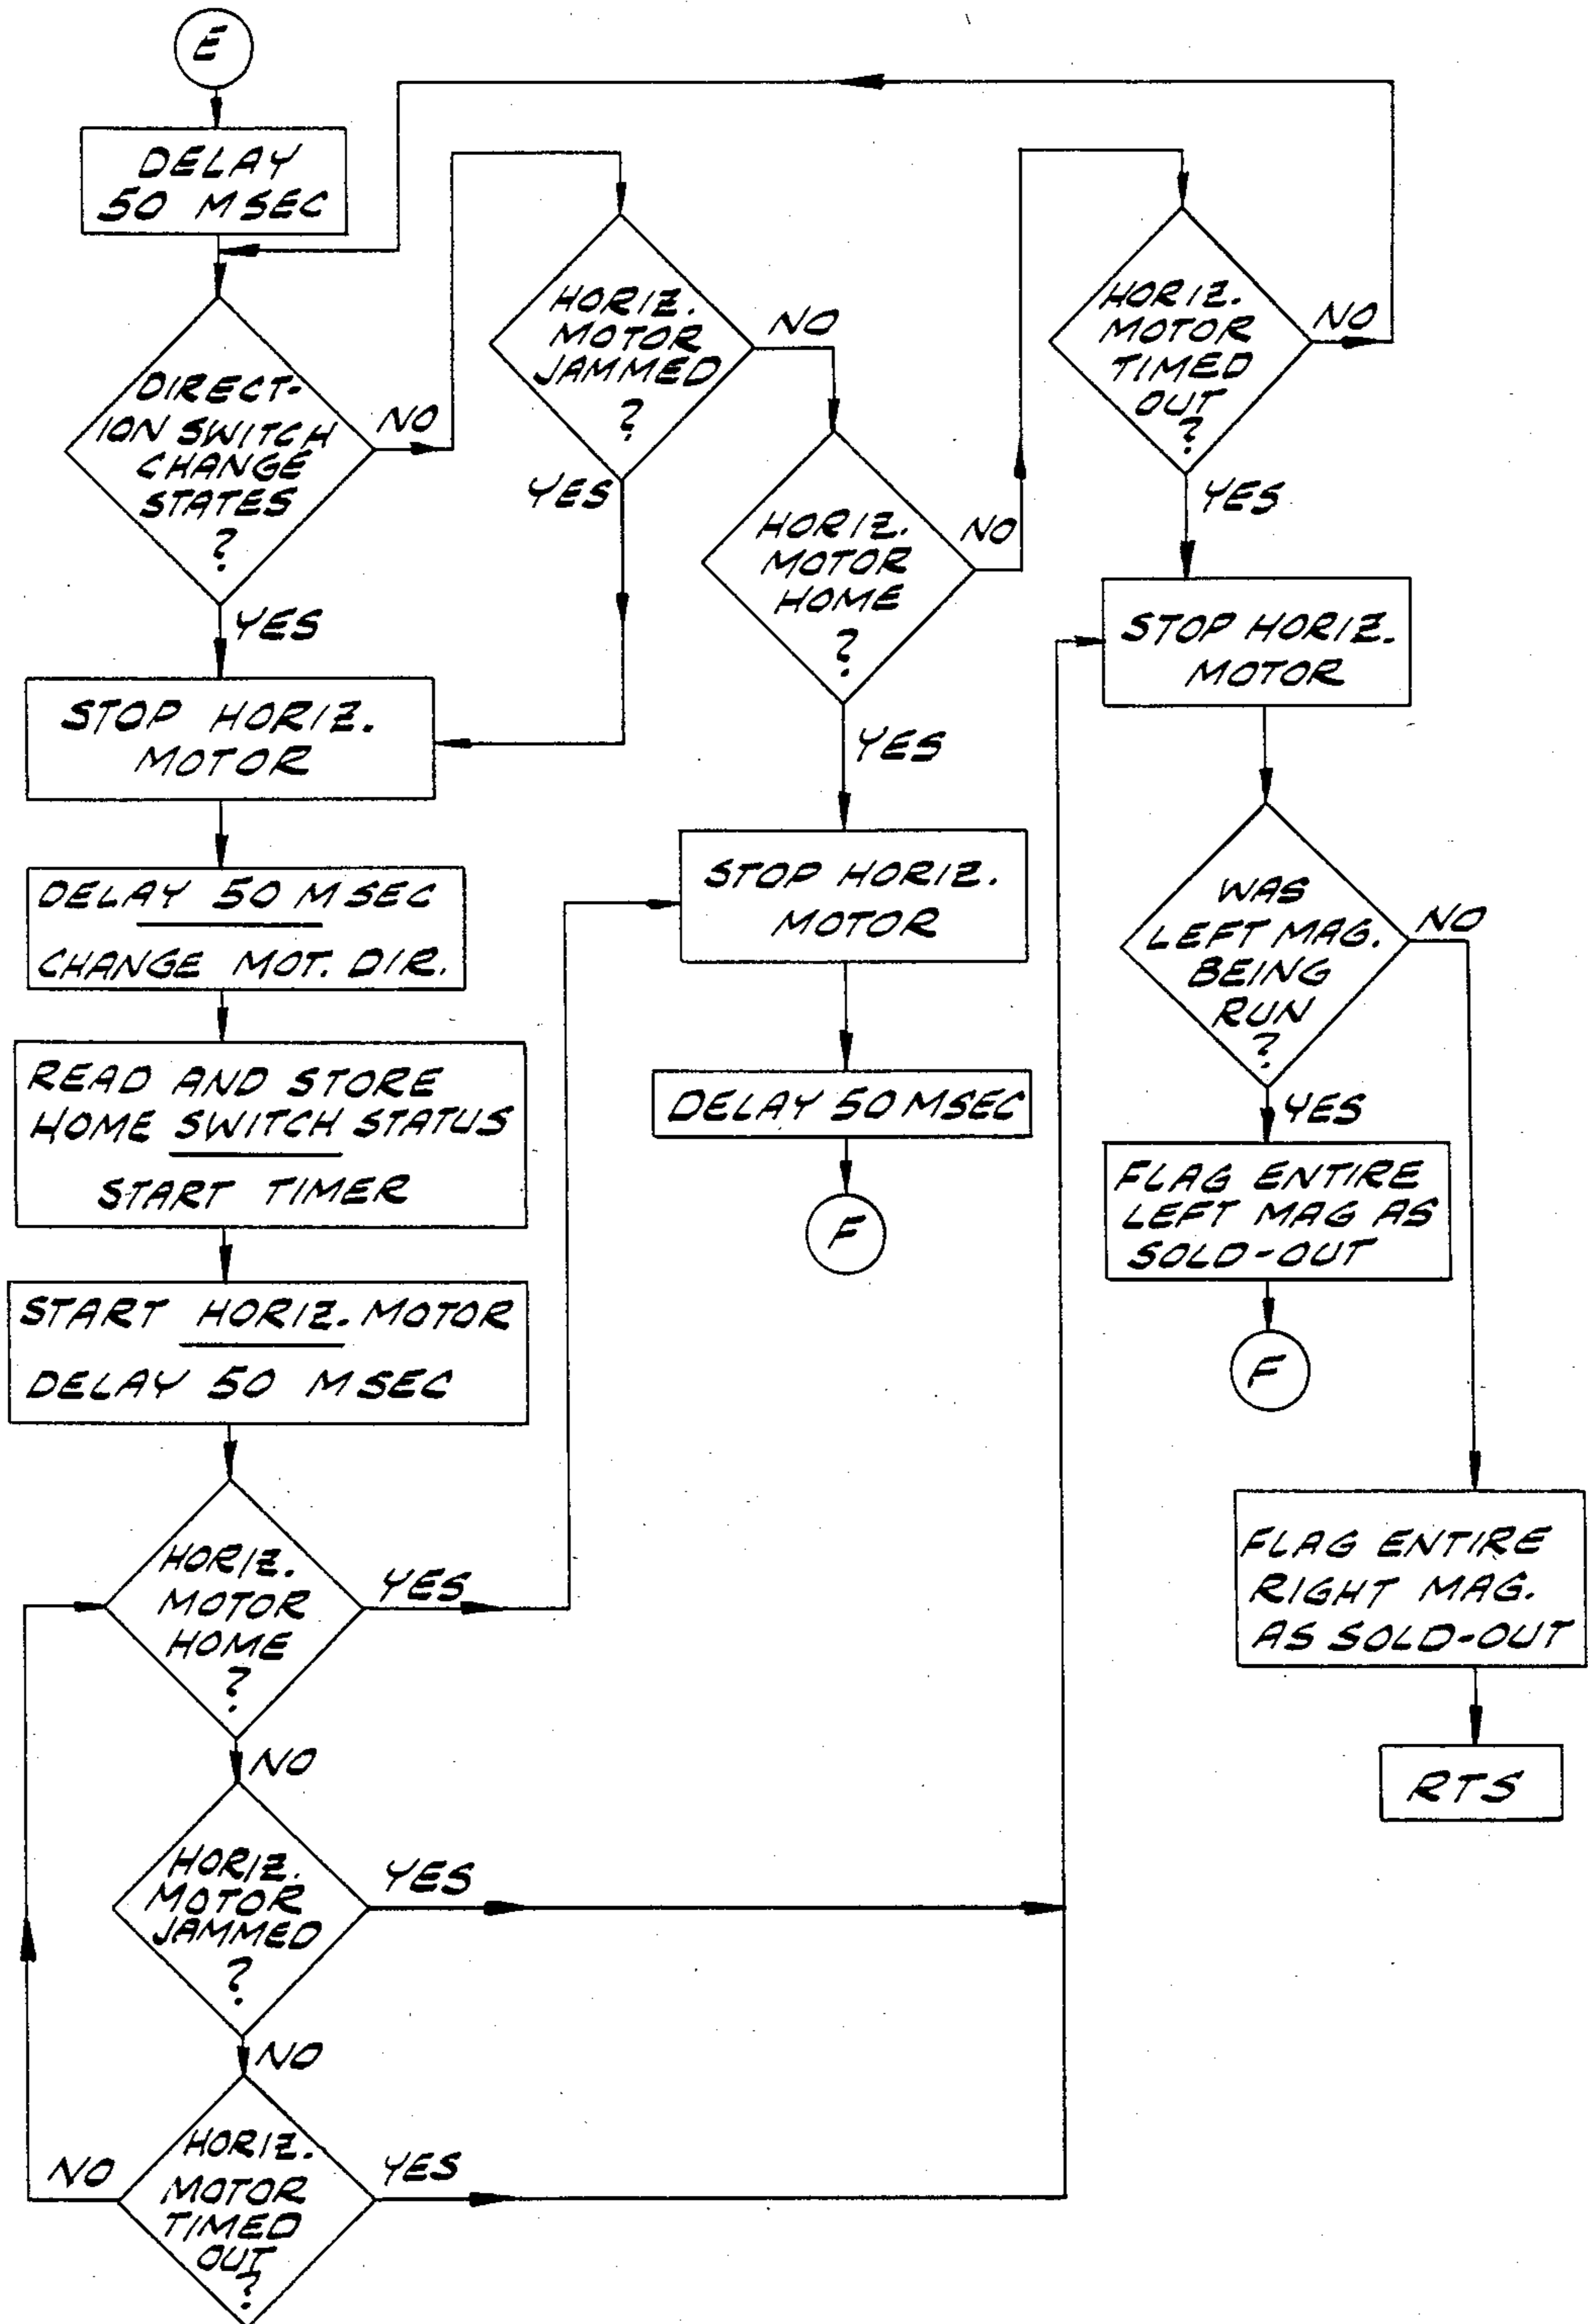 E
DELAY
50 MSEC
DIRECT-
ION SWITCH
CHANGE
STATES
?
NO
YES
HORIZ.
MOTOR
JAMMED
?
NO
YES
HORIZ.
MOTOR
HOME
?
NO
YES
HORIZ.
MOTOR
TIMED
OUT
?
NO
YES
STOP HORIZ.
MOTOR
DELAY 50 MSEC
CHANGE MOT. DIR.
READ AND STORE
HOME SWITCH STATUS
START TIMER
START HORIZ. MOTOR
DELAY 50 MSEC
HORIZ.
MOTOR
HOME
?
YES
NO
HORIZ.
MOTOR
JAMMED
?
YES
NO
HORIZ.
MOTOR
TIMED
OUT
?
NO
YES
STOP HORIZ.
MOTOR
DELAY 50 MSEC
F
STOP HORIZ.
MOTOR
WAS
LEFT MAG.
BEING
RUN
?
NO
YES
FLAG ENTIRE
LEFT MAG AS
SOLD-OUT
F
FLAG ENTIRE
RIGHT MAG.
AS SOLD-OUT
RTS